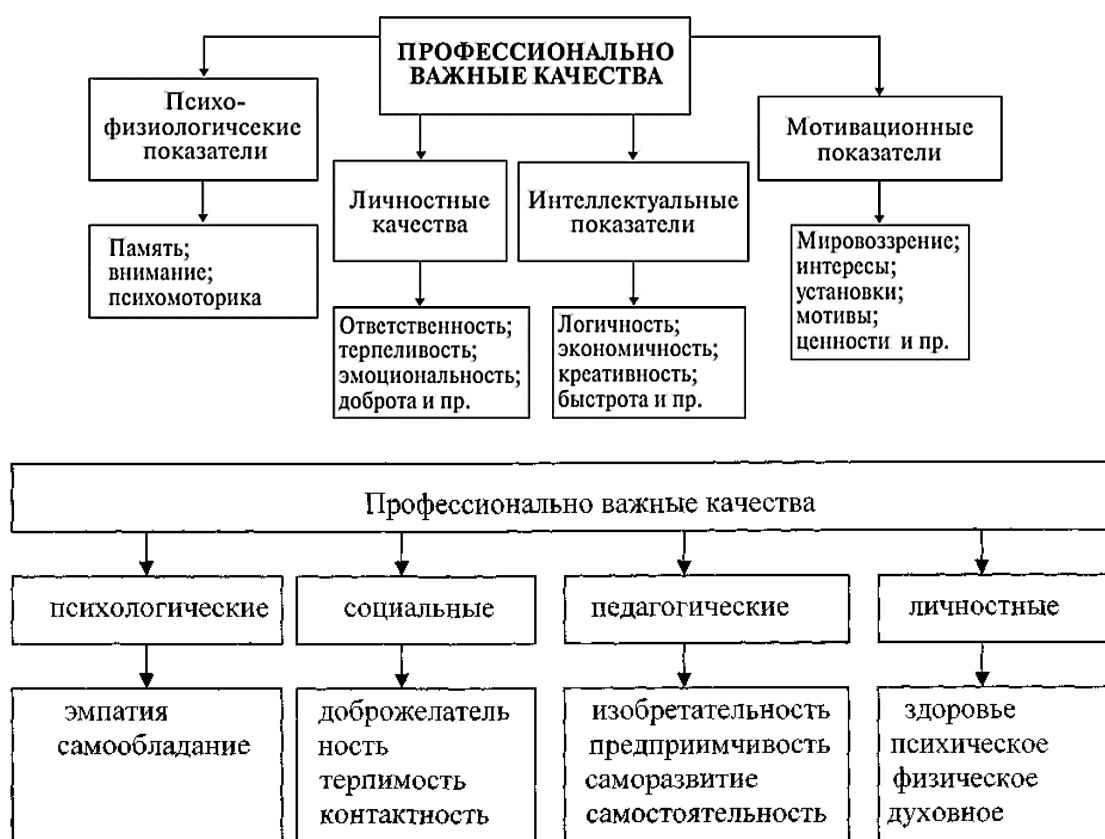 ПРОФЕССИОНАЛЬНО
ВАЖНЫЕ КАЧЕСТВА
Психо-
физиологичсекие
показатели
Мотивационные
показатели
Личностные
качества
Интеллектуальные
показатели
Память;
внимание;
психомоторика
Мировоззрение;
интересы;
установки;
мотивы;
ценности и пр.
Ответственность;
терпеливость;
эмоциональность;
доброта и пр.
Логичность;
экономичность;
креативность;
быстрота и пр.
Профессионально важные качества
психологические
социальные
педагогические
личностные
эмпатия
самообладание
доброжелатель
ность
терпимость
контактность
изобретательность
предприимчивость
саморазвитие
самостоятельность
здоровье
психическое
физическое
духовное